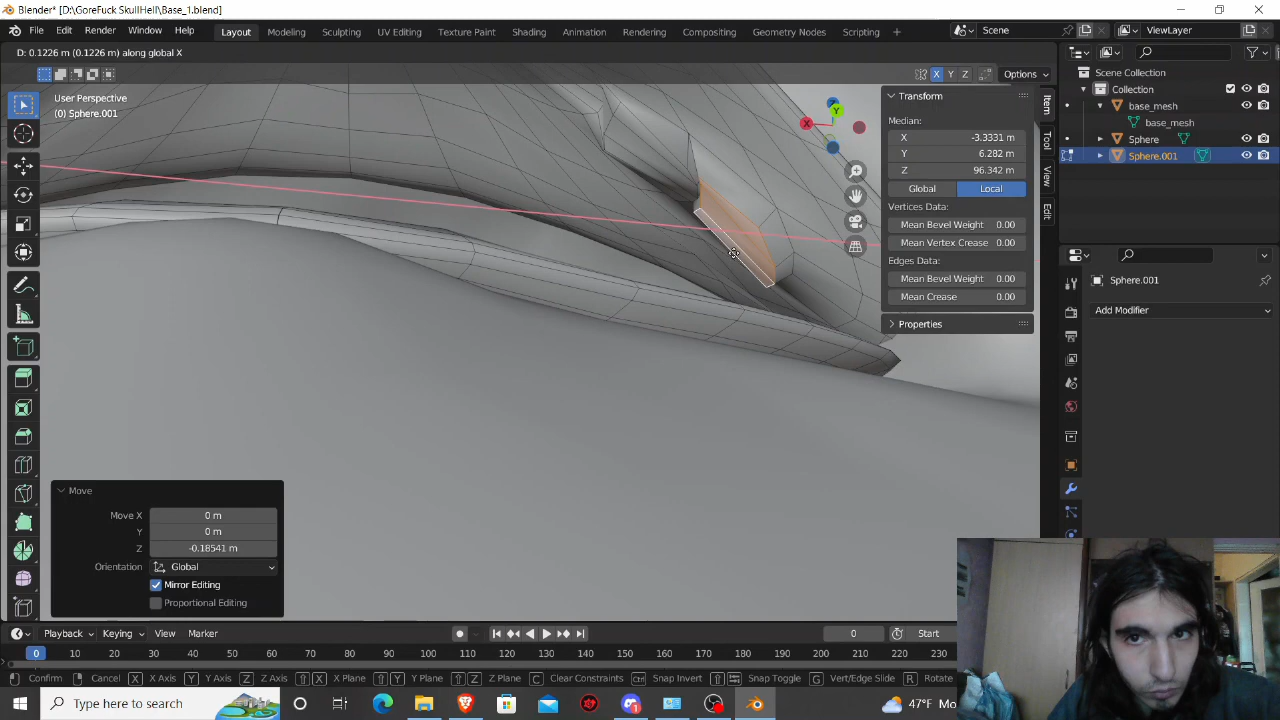 Blender* [D:\GoreFuck SkullHell\Base_1.blend]
File Edit Render Window Help Layout Modeling Sculpting UV Editing Texture Paint Shading Animation Rendering Compositing Geometry Nodes Scripting Scene ViewLayer
D: 0.1226 m (0.1226 m) along global X
X Y Z Options
User Perspective
(0) Sphere.001
X Y
Transform
Median:
X -3.3331 m
Y 6.282 m
Z 96.342 m
Global Local
Vertices Data:
Mean Bevel Weight 0.00
Mean Vertex Crease 0.00
Edges Data:
Mean Bevel Weight 0.00
Mean Crease 0.00
Properties
Item
Tool
View
Edit
Scene Collection
Collection
base_mesh
base_mesh
Sphere
Sphere.001
Sphere.001
Add Modifier
Move
Move X 0 m
Y 0 m
Z -0.18541 m
Orientation Global
Mirror Editing
Proportional Editing
Playback Keying View Marker 0 Start
0 10 20 30 40 50 60 70 80 90 100 110 120 130 140 150 160 170 180 190 200 210 220 230
Confirm Cancel X X Axis Y Y Axis Z Z Axis X X Plane Y Y Plane Z Z Plane C Clear Constraints Ctrl Snap Invert Snap Toggle G Vert/Edge Slide R Rotate
Type here to search 1 47°F